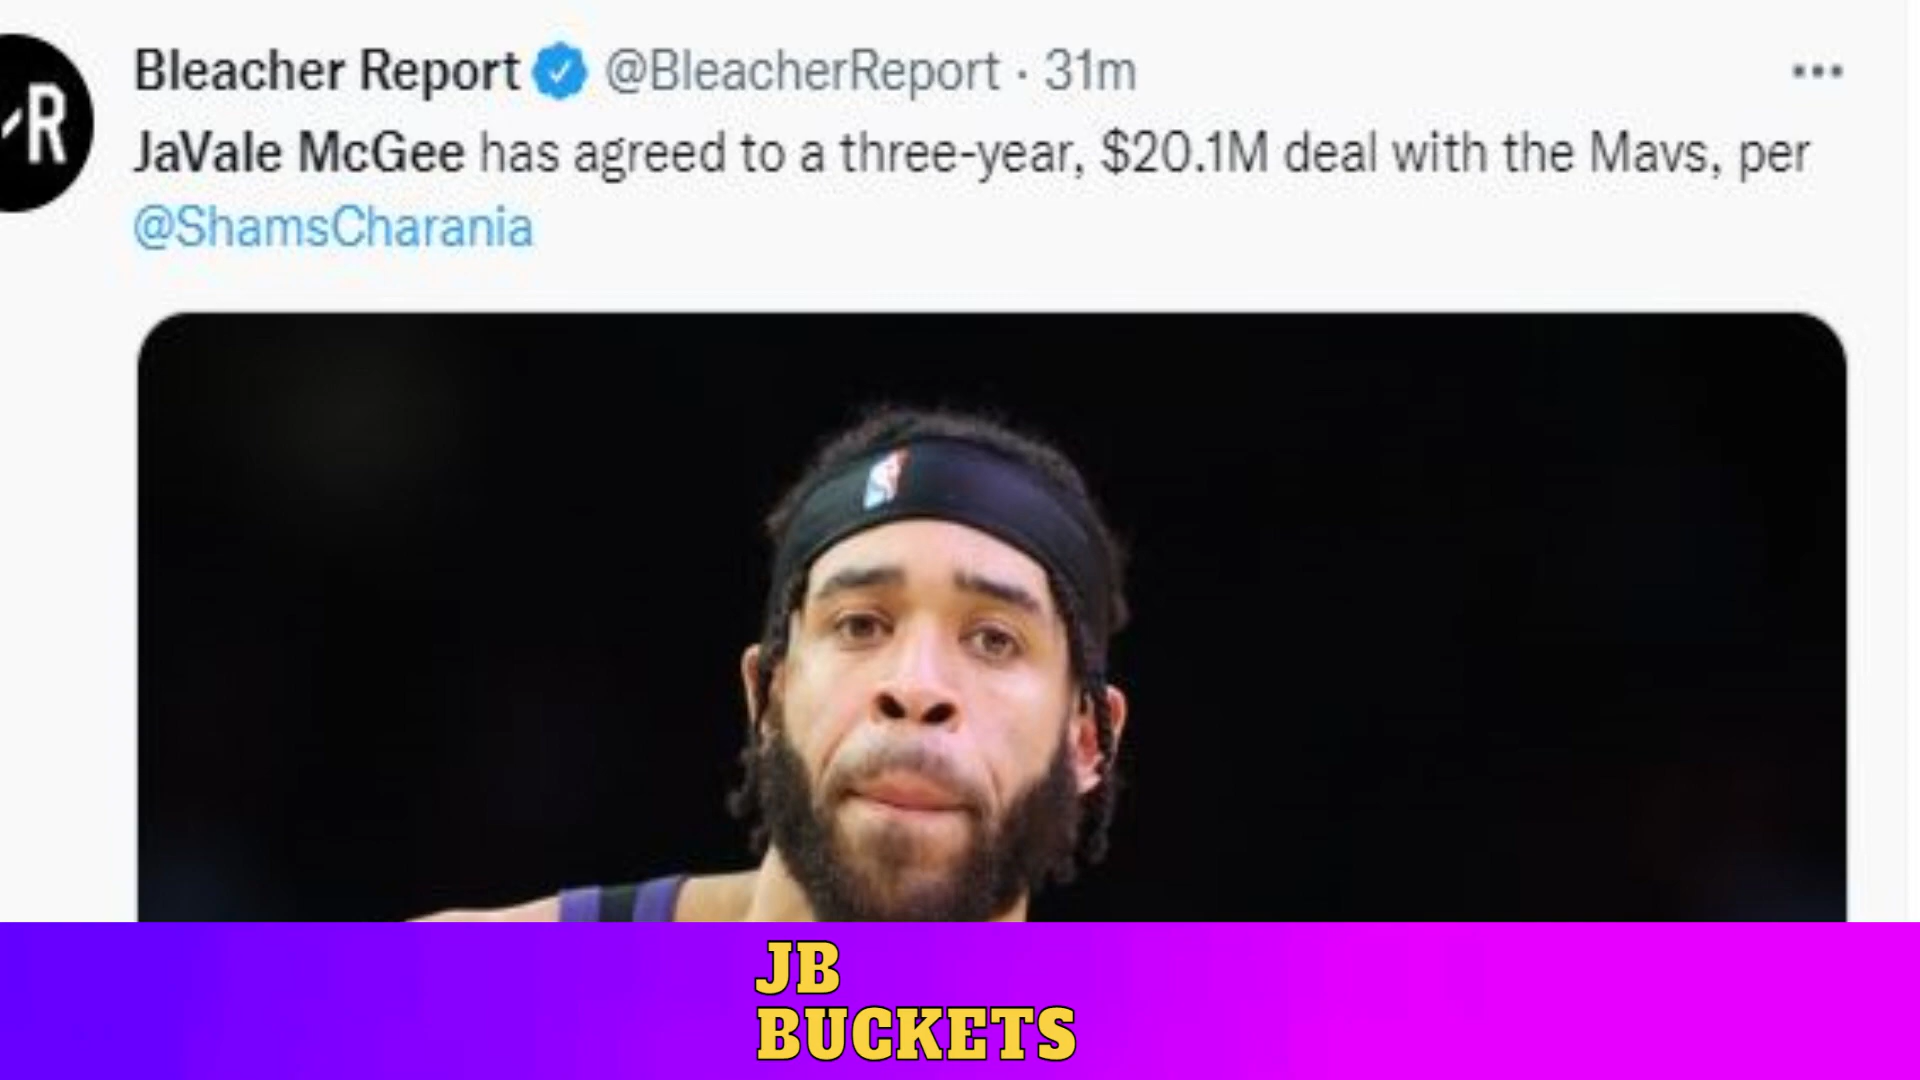 R
Bleacher Report @BleacherReport · 31m
JaVale McGee has agreed to a three-year, $20.1M deal with the Mavs, per
@ShamsCharania
JB
BUCKETS